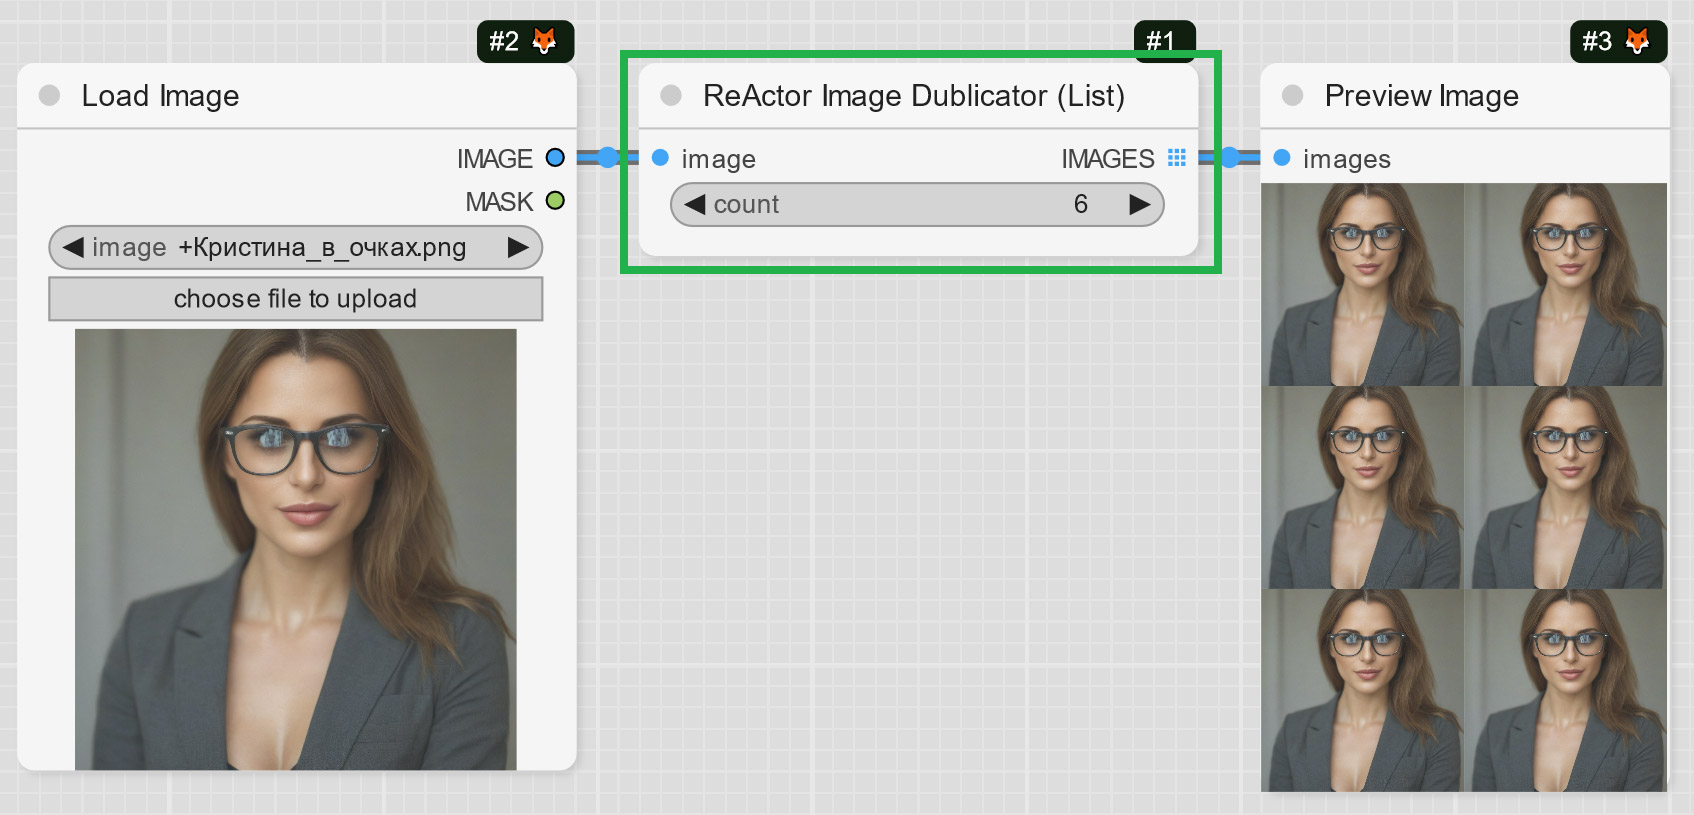 #2
Load Image
IMAGE
MASK
image +Кристина_в_очках.png
choose file to upload
#1
ReActor Image Dublicator (List)
image IMAGES
count 6
#3
Preview Image
images